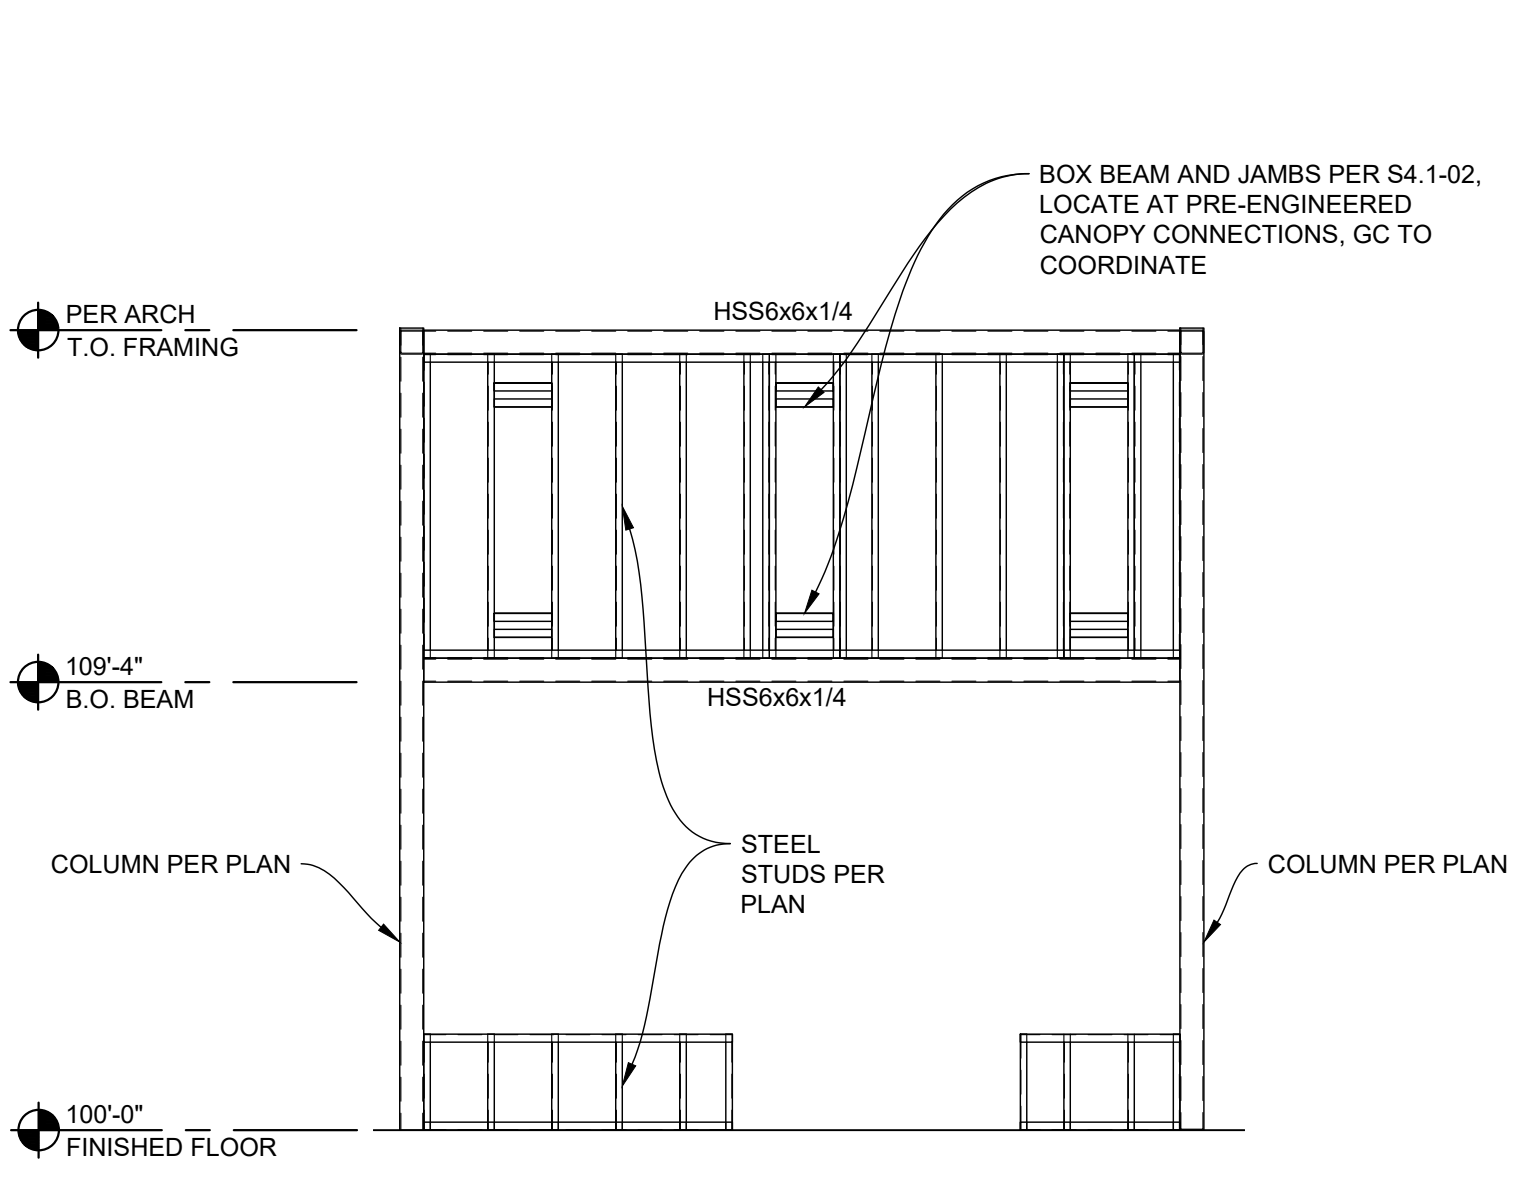 BOX BEAM AND JAMBS PER S4.1-02,
LOCATE AT PRE-ENGINEERED
CANOPY CONNECTIONS, GC TO
COORDINATE
HSS6x6x1/4
PER ARCH
T.O. FRAMING
109'-4"
B.O. BEAM
HSS6x6x1/4
STEEL
STUDS PER
PLAN
COLUMN PER PLAN
COLUMN PER PLAN
100'-0"
FINISHED FLOOR